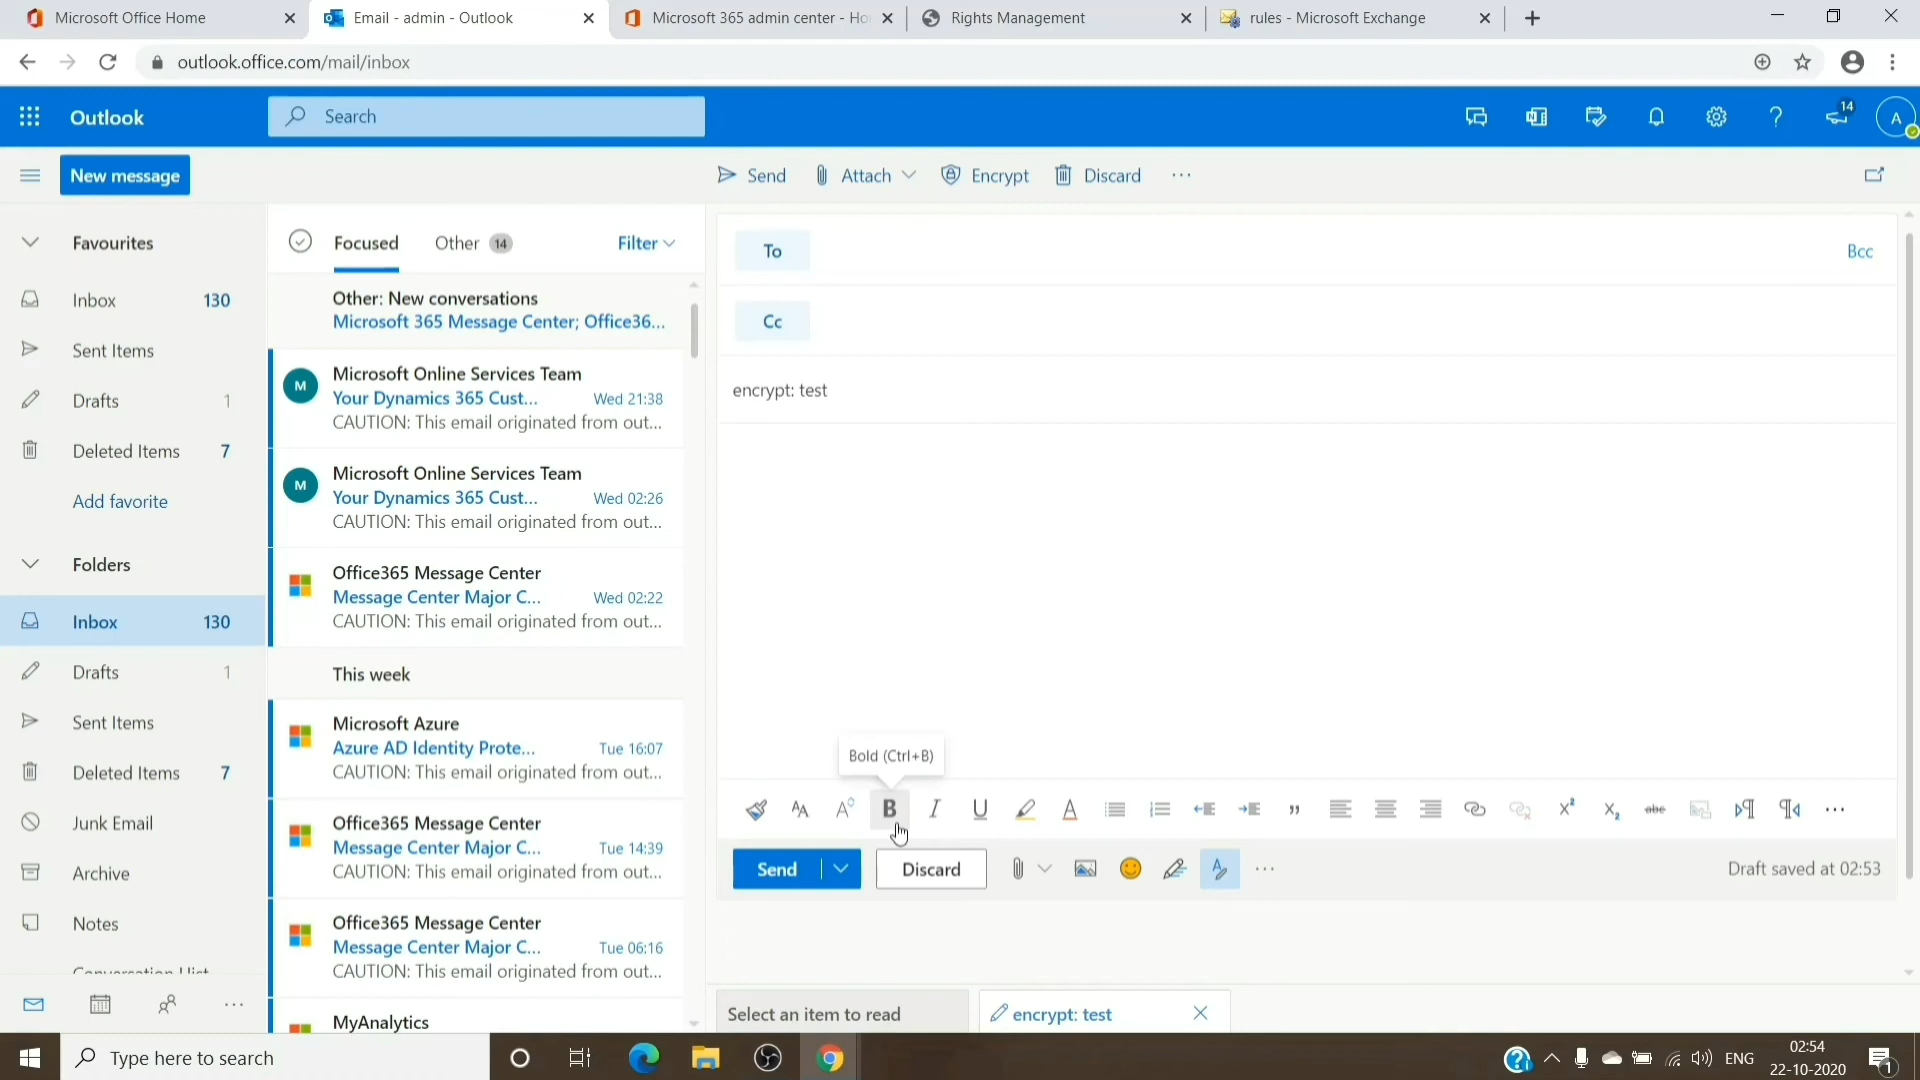 Microsoft Office Home
Email - admin - Outlook
Microsoft 365 admin center - Ho
Rights Management
rules - Microsoft Exchange
outlook.office.com/mail/inbox
Outlook
Search
14
A
New message
Send
Attach
Encrypt
Discard
Favourites
Inbox 130
Sent Items
Drafts 1
Deleted Items 7
Add favorite
Folders
Inbox 130
Drafts 1
Sent Items
Deleted Items 7
Junk Email
Archive
Notes
Conversation Hist
Focused
Other 14
Filter
Other: New conversations
Microsoft 365 Message Center; Office36...
M
Microsoft Online Services Team
Your Dynamics 365 Cust... Wed 21:38
CAUTION: This email originated from out...
M
Microsoft Online Services Team
Your Dynamics 365 Cust... Wed 02:26
CAUTION: This email originated from out...
Office365 Message Center
Message Center Major C... Wed 02:22
CAUTION: This email originated from out...
This week
Microsoft Azure
Azure AD Identity Prote... Tue 16:07
CAUTION: This email originated from out...
Office365 Message Center
Message Center Major C... Tue 14:39
CAUTION: This email originated from out...
Office365 Message Center
Message Center Major C... Tue 06:16
CAUTION: This email originated from out...
MyAnalytics
To
Bcc
Cc
encrypt: test
Bold (Ctrl+B)
Send
Discard
Draft saved at 02:53
Select an item to read
encrypt: test
Type here to search
ENG
02:54
22-10-2020
1